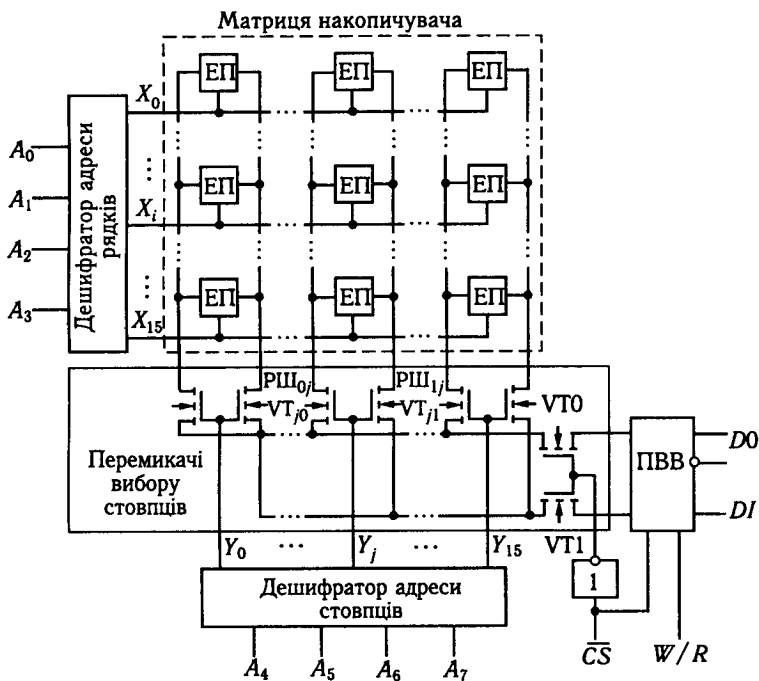 Матриця накопичувача
ЕП ЕП ЕП
X₀
A₀
A₁
A₂
A₃
Дешифратор адреси
рядків
ЕП ЕП ЕП
Xᵢ
ЕП ЕП ЕП
X₁₅
РШ₀ⱼ РШ₁ⱼ
VTⱼ₀ VTⱼ₁ VT0
Перемикачі
вибору
стовпців
ПВВ
D0
DI
VT1
Y₀ ... Yⱼ ... Y₁₅
1
Дешифратор адреси
стовпців
C̅S̅ W/R
A₄ A₅ A₆ A₇